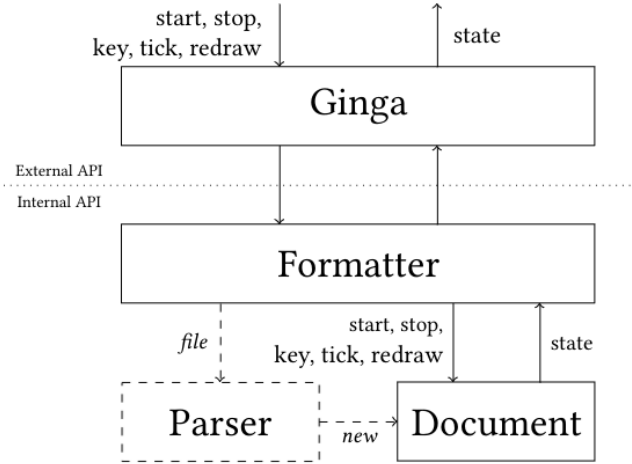 start, stop,
key, tick, redraw
state
Ginga
External API
Internal API
Formatter
file
start, stop,
key, tick, redraw
state
Parser
new
Document